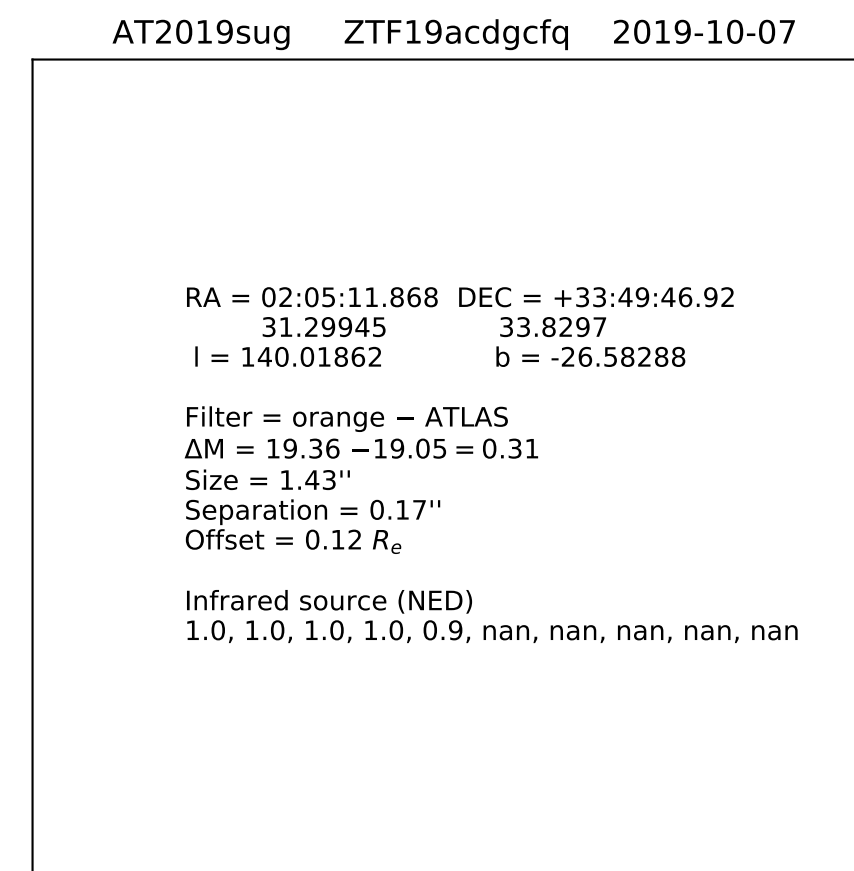 AT2019sug ZTF19acdgcfq 2019-10-07
RA = 02:05:11.868 DEC = +33:49:46.92
31.29945 33.8297
l = 140.01862 b = -26.58288
Filter = orange − ATLAS
ΔM = 19.36 −19.05 = 0.31
Size = 1.43''
Separation = 0.17''
Offset = 0.12 Rₑ
Infrared source (NED)
1.0, 1.0, 1.0, 1.0, 0.9, nan, nan, nan, nan, nan